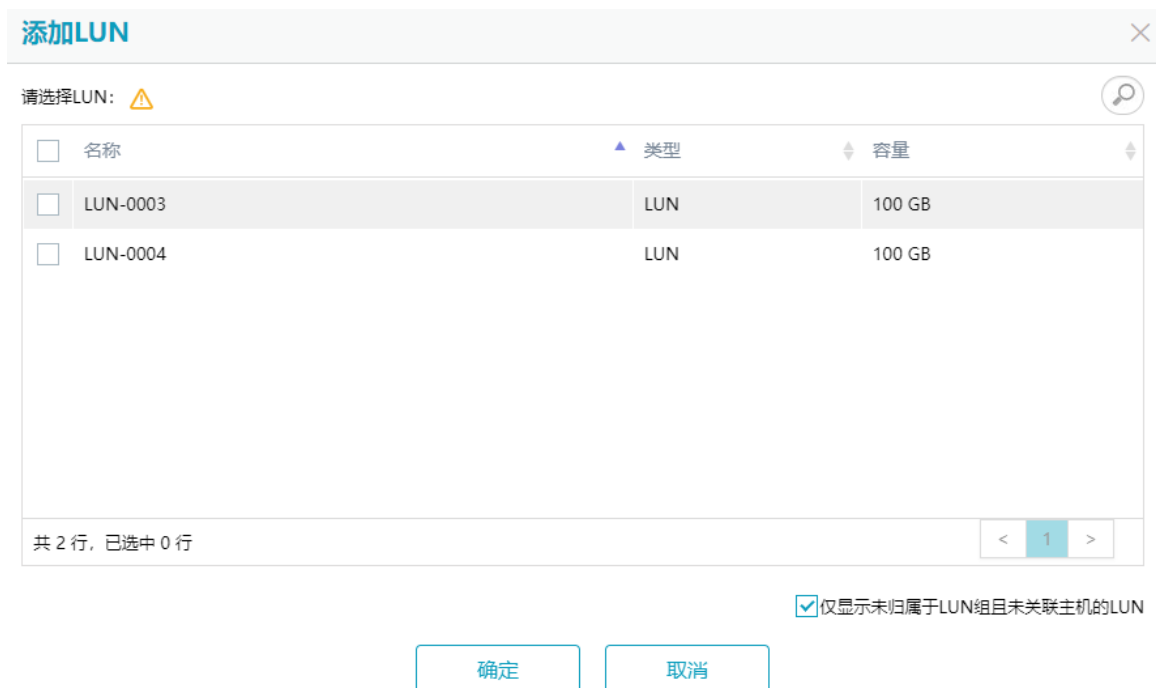 添加LUN
请选择LUN:
名称 类型 容量
LUN-0003 LUN 100 GB
LUN-0004 LUN 100 GB
共 2 行, 已选中 0 行
< 1 >
仅显示未归属于LUN组且未关联主机的LUN
确定 取消